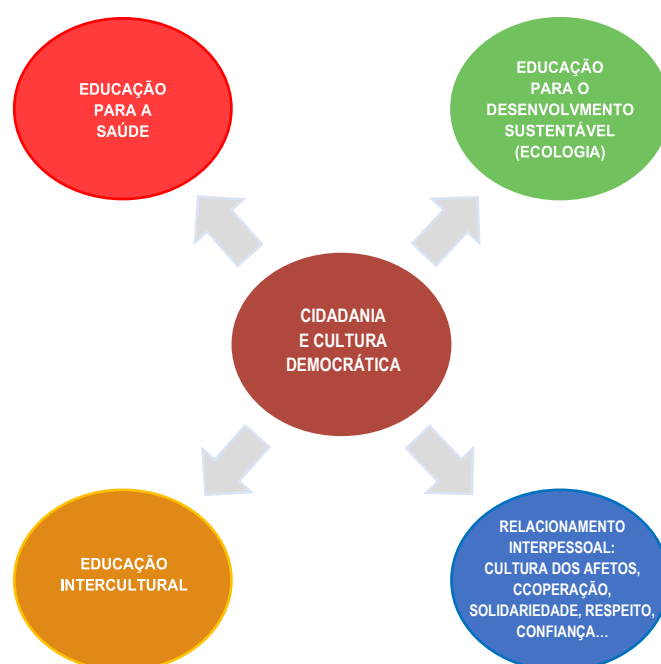 EDUCAÇÃO
PARA A
SAÚDE
EDUCAÇÃO
PARA O
DESENVOLVMENTO
SUSTENTÁVEL
(ECOLOGIA)
CIDADANIA
E CULTURA
DEMOCRÁTICA
EDUCAÇÃO
INTERCULTURAL
RELACIONAMENTO
INTERPESSOAL:
CULTURA DOS AFETOS,
CCOPERAÇÃO,
SOLIDARIEDADE, RESPEITO,
CONFIANÇA...